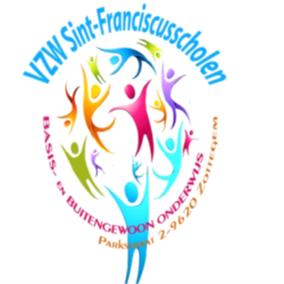 VZW Sint-Franciscusscholen
BASIS- EN BUITENGEWOON ONDERWIJS
PARKSTRAAT 2-9620 ZOTTEGEM